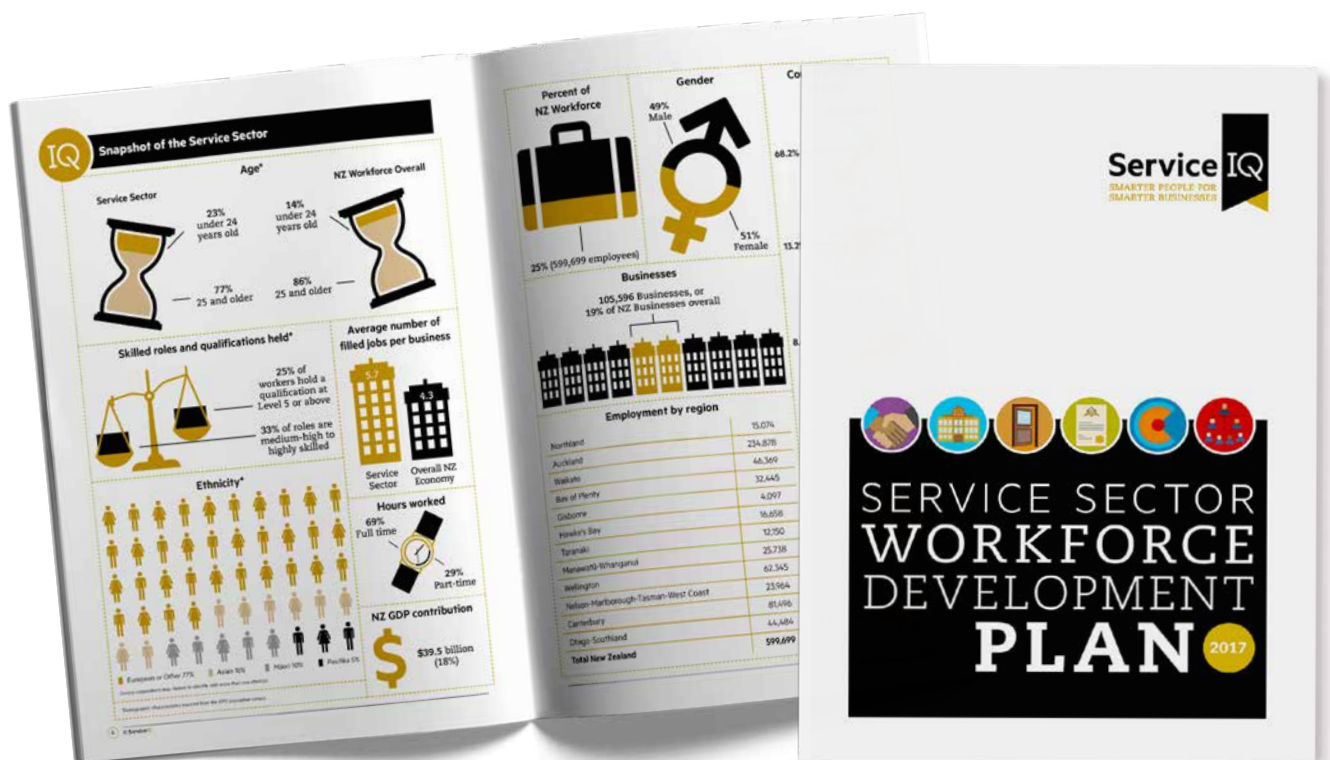 IQ
Snapshot of the Service Sector
Age*
Service Sector
NZ Workforce Overall
23%
under 24
years old
14%
under 24
years old
77%
25 and older
86%
25 and older
Skilled roles and qualifications held*
25% of
workers hold a
qualification at
Level 5 or above
33% of roles are
medium-high to
highly skilled
Average number of
filled jobs per business
5.7
4.3
Service
Sector
Overall NZ
Economy
Ethnicity*
European or Other 77%
Asian 16%
Māori 10%
Pasifika 5%
Hours worked
69%
Full time
29%
Part-time
NZ GDP contribution
$
$39.5 billion
(18%)
Percent of
NZ Workforce
25% (599,699 employees)
Gender
49%
Male
51%
Female
Co
68.2%
13.2
8.
Businesses
105,596 Businesses, or
19% of NZ Businesses overall
Employment by region
Northland 15,074
Auckland 234,878
Waikato 46,369
Bay of Plenty 32,445
Gisborne 4,097
Hawke's Bay 16,658
Taranaki 12,150
Manawatū-Whanganui 25,738
Wellington 62,345
Nelson-Marlborough-Tasman-West Coast 23,964
Canterbury 81,496
Otago-Southland 44,484
Total New Zealand 599,699
Service IQ
SMARTER PEOPLE FOR
SMARTER BUSINESSES
SERVICE SECTOR
WORKFORCE
DEVELOPMENT
PLAN
2017